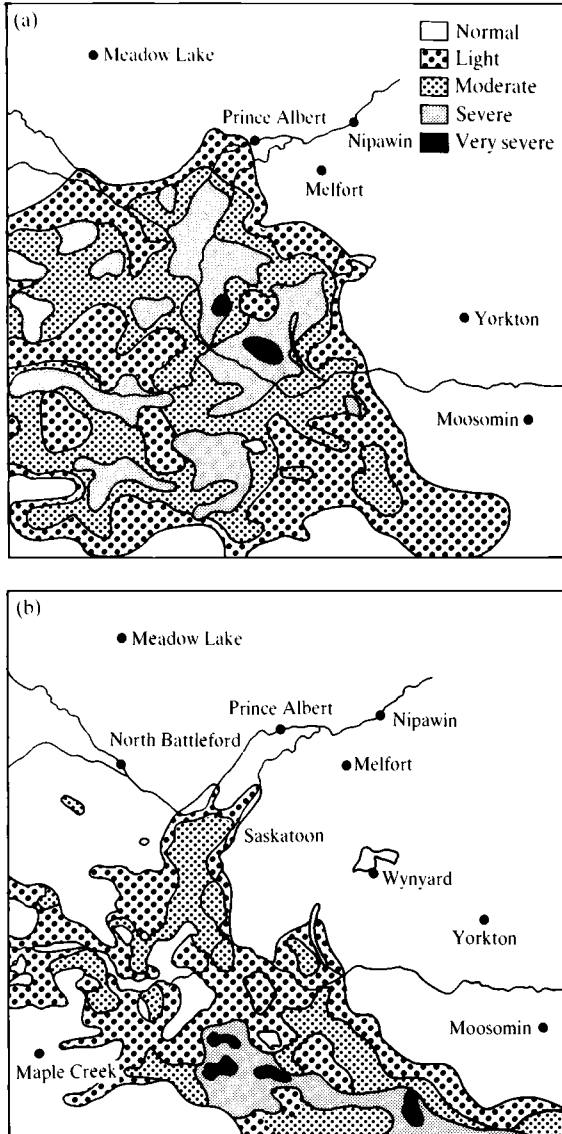 (a)
Meadow Lake
Normal
Light
Moderate
Severe
Very severe
Prince Albert
Nipawin
Melfort
Yorkton
Moosomin
(b)
Meadow Lake
Prince Albert
Nipawin
North Battleford
Melfort
Saskatoon
Wynyard
Yorkton
Moosomin
Maple Creek